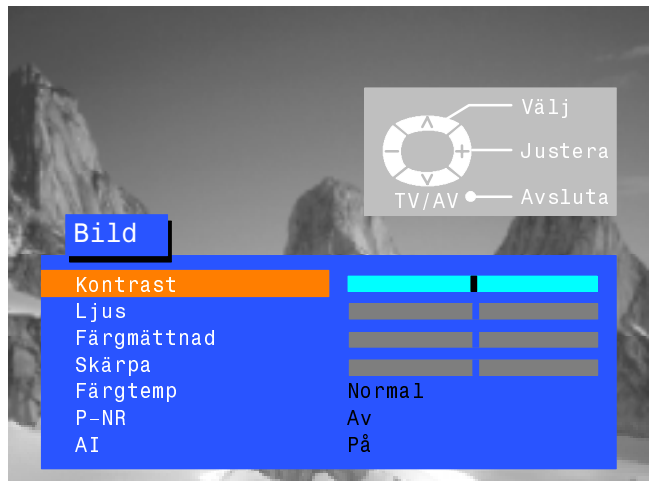 Välj
Justera
TV/AV Avsluta
Bild
Kontrast
Ljus
Färgmättnad
Skärpa
Färgtemp Normal
P-NR Av
AI På